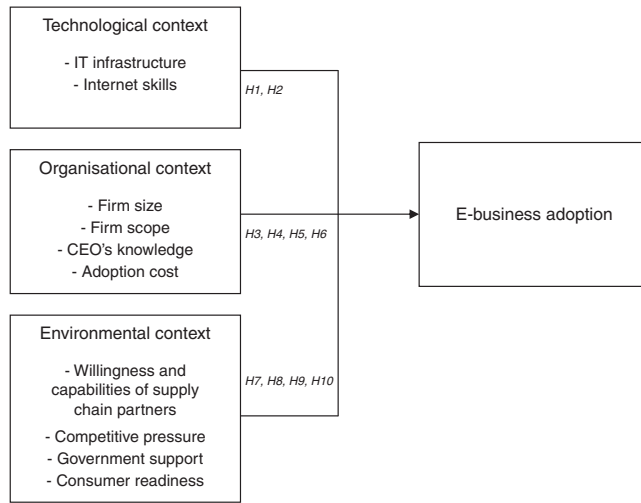 Technological context
- IT infrastructure
- Internet skills
H1, H2
Organisational context
- Firm size
- Firm scope
- CEO's knowledge
- Adoption cost
H3, H4, H5, H6
E-business adoption
Environmental context
- Willingness and
capabilities of supply
chain partners
- Competitive pressure
- Government support
- Consumer readiness
H7, H8, H9, H10